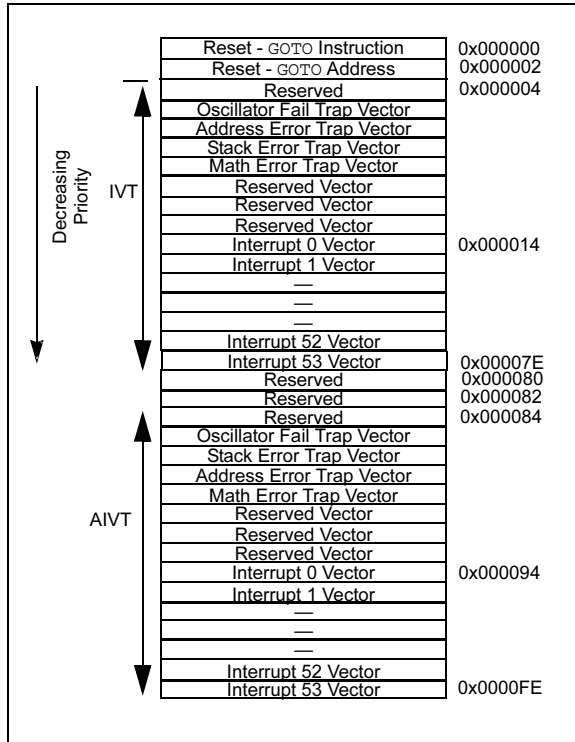 Reset - GOTO Instruction 0x000000
Reset - GOTO Address 0x000002
Reserved 0x000004
Oscillator Fail Trap Vector
Address Error Trap Vector
Stack Error Trap Vector
Math Error Trap Vector
Reserved Vector
Reserved Vector
Reserved Vector
Interrupt 0 Vector 0x000014
Interrupt 1 Vector
—
—
—
Interrupt 52 Vector
Interrupt 53 Vector 0x00007E
Reserved 0x000080
Reserved 0x000082
Reserved 0x000084
Oscillator Fail Trap Vector
Stack Error Trap Vector
Address Error Trap Vector
Math Error Trap Vector
Reserved Vector
Reserved Vector
Reserved Vector
Interrupt 0 Vector 0x000094
Interrupt 1 Vector
—
—
—
Interrupt 52 Vector
Interrupt 53 Vector 0x0000FE
Decreasing
Priority
IVT
AIVT